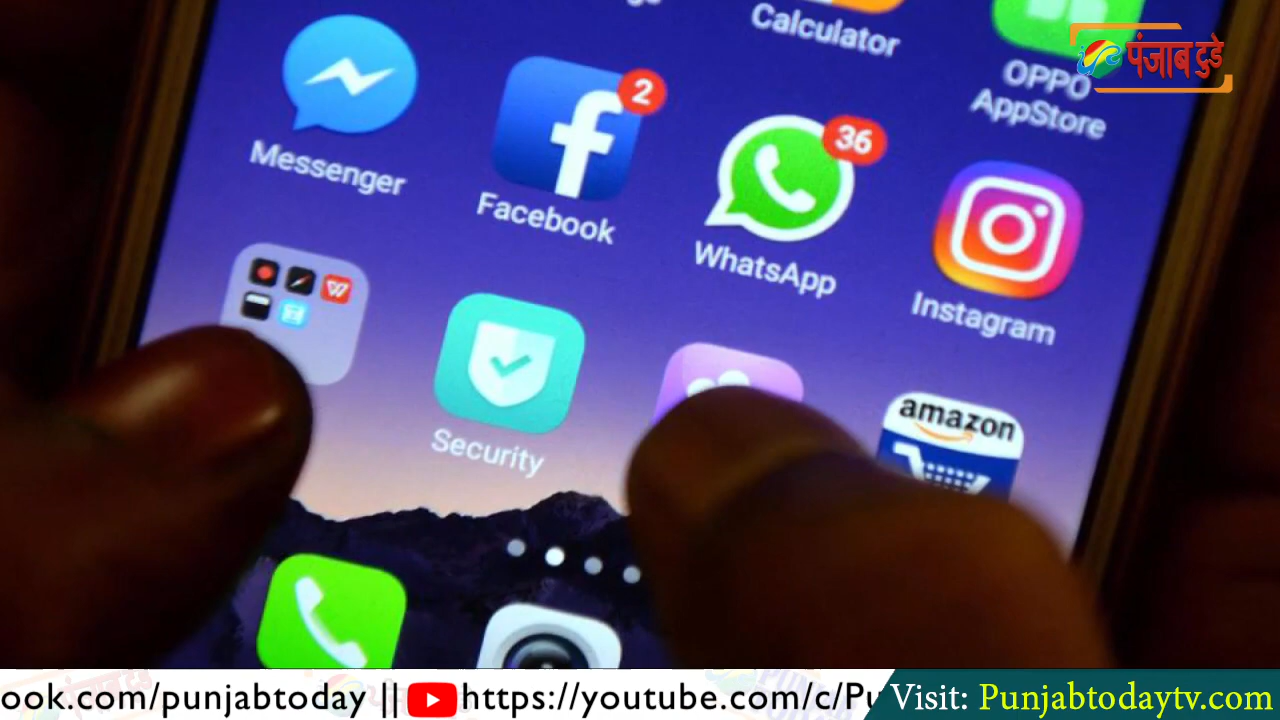 Calculator
OPPO
AppStore
पंजाब टुडे
Messenger
2
Facebook
36
WhatsApp
Instagram
Security
amazon
ook.com/punjabtoday || https://youtube.com/c/Pu
Visit: Punjabtodaytv.com